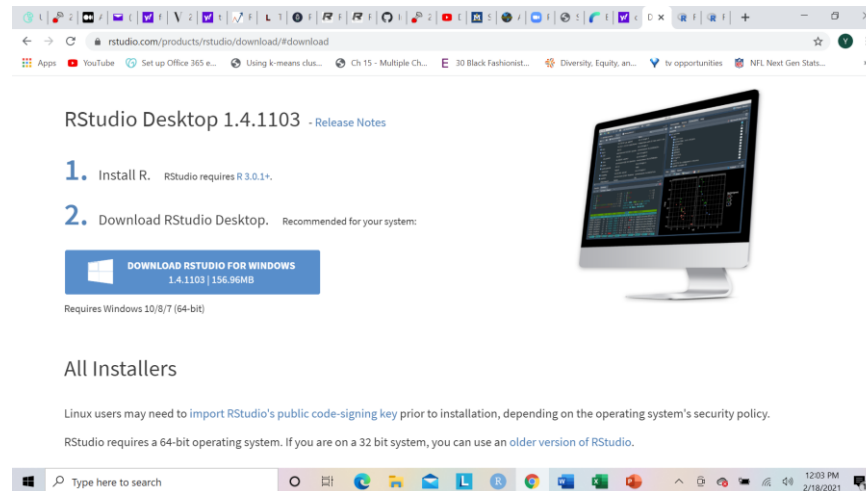 rstudio.com/products/rstudio/download/#download
Apps YouTube Set up Office 365 e... Using k-means clus... Ch 15 - Multiple Ch... 30 Black Fashionist... Diversity, Equity, an... tv opportunities NFL Next Gen Stats...
RStudio Desktop 1.4.1103 - Release Notes
1. Install R. RStudio requires R 3.0.1+.
2. Download RStudio Desktop. Recommended for your system:
DOWNLOAD RSTUDIO FOR WINDOWS
1.4.1103 | 156.96MB
Requires Windows 10/8/7 (64-bit)
All Installers
Linux users may need to import RStudio's public code-signing key prior to installation, depending on the operating system's security policy.
RStudio requires a 64-bit operating system. If you are on a 32 bit system, you can use an older version of RStudio.
Type here to search
12:03 PM
2/18/2021